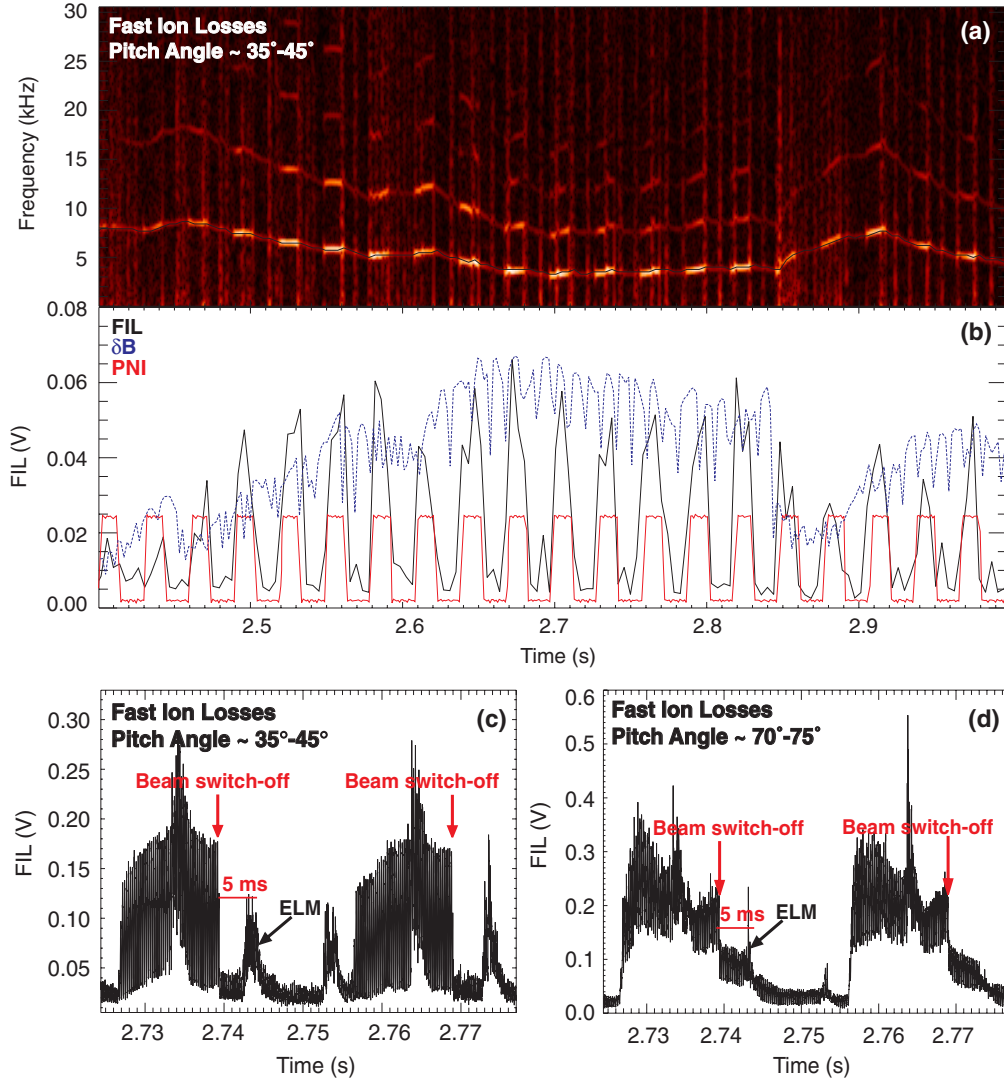 Fast Ion Losses
Pitch Angle ~ 35°-45°
(a)
30
25
20
15
10
5
Frequency (kHz)
FIL
δB
PNI
(b)
0.08
0.06
0.04
0.02
0.00
FIL (V)
2.5 2.6 2.7 2.8 2.9
Time (s)
Fast Ion Losses
Pitch Angle ~ 35°-45°
(c)
0.30
0.25
0.20
0.15
0.10
0.05
FIL (V)
Beam switch-off
Beam switch-off
5 ms
ELM
2.73 2.74 2.75 2.76 2.77
Time (s)
Fast Ion Losses
Pitch Angle ~ 70°-75°
(d)
0.6
0.5
0.4
0.3
0.2
0.1
0.0
FIL (V)
Beam switch-off
Beam switch-off
5 ms
ELM
2.73 2.74 2.75 2.76 2.77
Time (s)